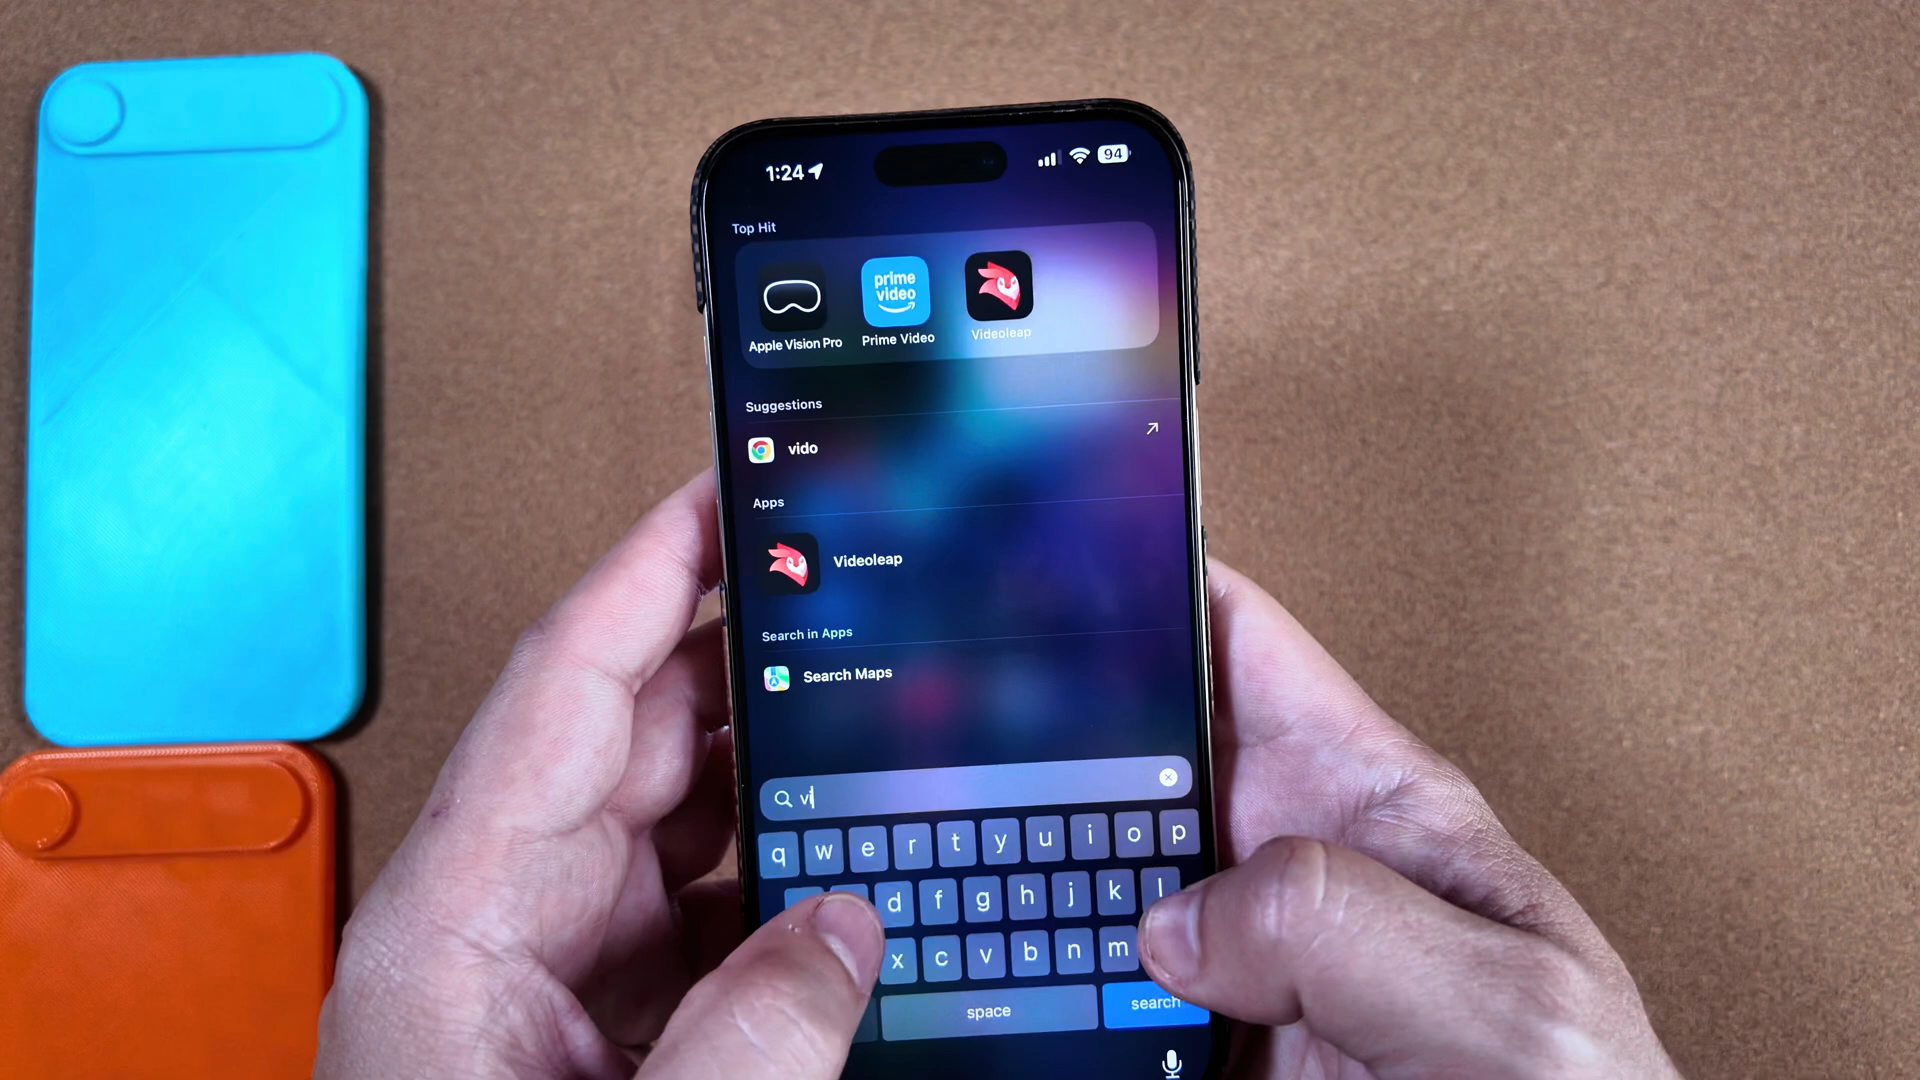 1:24
94
Top Hit
prime
video
Apple Vision Pro
Prime Video
Videoleap
Suggestions
vido
Apps
Videoleap
Search in Apps
Search Maps
vi
q w e r t y u i o p
d f g h j k l
x c v b n m
space
search